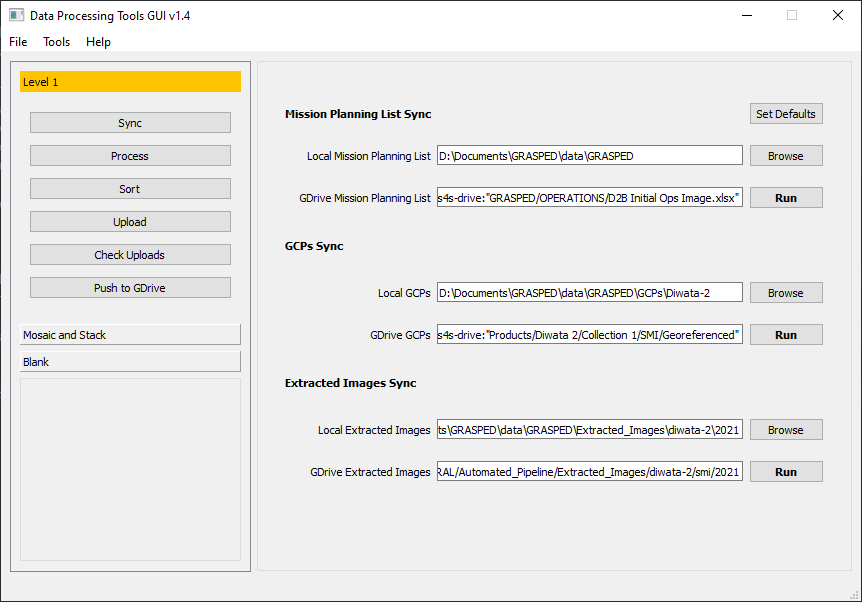 Data Processing Tools GUI v1.4
File Tools Help
Level 1
Sync
Process
Sort
Upload
Check Uploads
Push to GDrive
Mosaic and Stack
Blank
Mission Planning List Sync Set Defaults
Local Mission Planning List D:\Documents\GRASPED\data\GRASPED Browse
GDrive Mission Planning List s4s-drive:"GRASPED/OPERATIONS/D2B Initial Ops Image.xlsx" Run
GCPs Sync
Local GCPs D:\Documents\GRASPED\data\GRASPED\GCPs\Diwata-2 Browse
GDrive GCPs s4s-drive:"Products/Diwata 2/Collection 1/SMI/Georeferenced" Run
Extracted Images Sync
Local Extracted Images ts\GRASPED\data\GRASPED\Extracted_Images\diwata-2\2021 Browse
GDrive Extracted Images RAL/Automated_Pipeline/Extracted_Images/diwata-2/smi/2021 Run